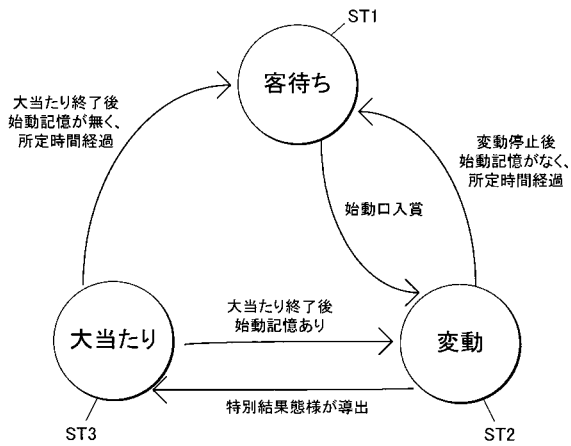 ST1
客待ち
大当たり終了後
始動記憶が無く、
所定時間経過
変動停止後
始動記憶がなく、
所定時間経過
始動口入賞
大当たり終了後
始動記憶あり
大当たり
変動
特別結果態様が導出
ST3
ST2